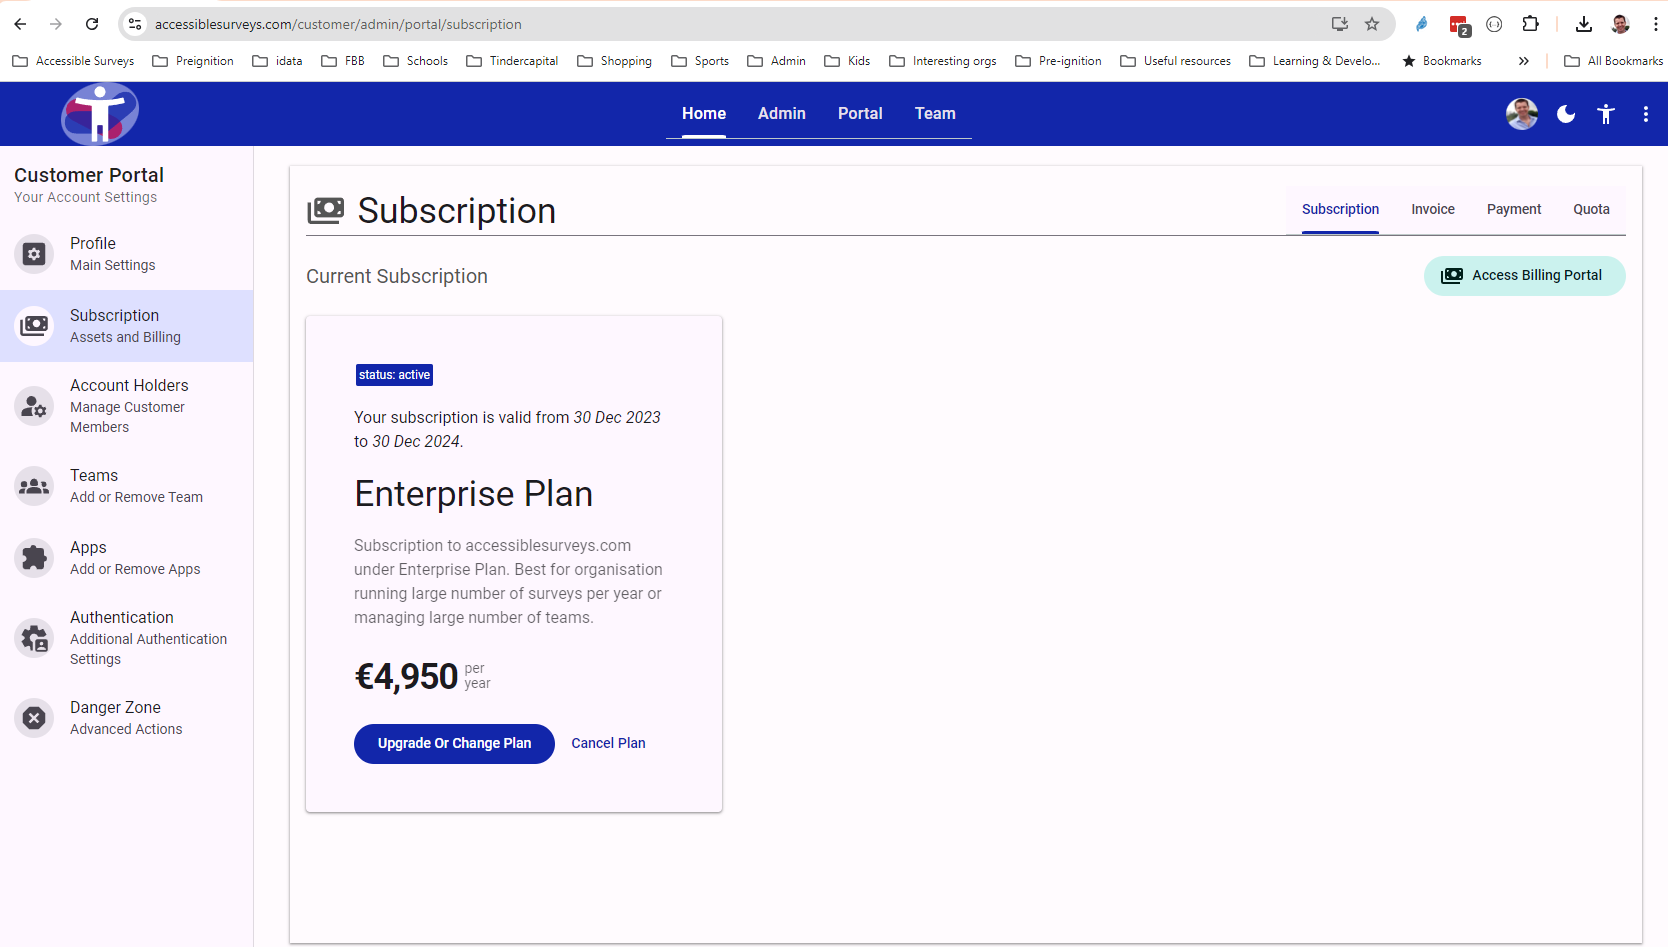 accessiblesurveys.com/customer/admin/portal/subscription
2
Accessible Surveys Preignition idata FBB Schools Tindercapital Shopping Sports Admin Kids Interesting orgs Pre-ignition Useful resources Learning & Develo... Bookmarks All Bookmarks
Home Admin Portal Team
Customer Portal
Your Account Settings
Profile
Main Settings
Subscription
Assets and Billing
Account Holders
Manage Customer
Members
Teams
Add or Remove Team
Apps
Add or Remove Apps
Authentication
Additional Authentication
Settings
Danger Zone
Advanced Actions
Subscription
Subscription Invoice Payment Quota
Current Subscription
Access Billing Portal
status: active
Your subscription is valid from 30 Dec 2023
to 30 Dec 2024.
Enterprise Plan
Subscription to accessiblesurveys.com
under Enterprise Plan. Best for organisation
running large number of surveys per year or
managing large number of teams.
€4,950 per
year
Upgrade Or Change Plan Cancel Plan